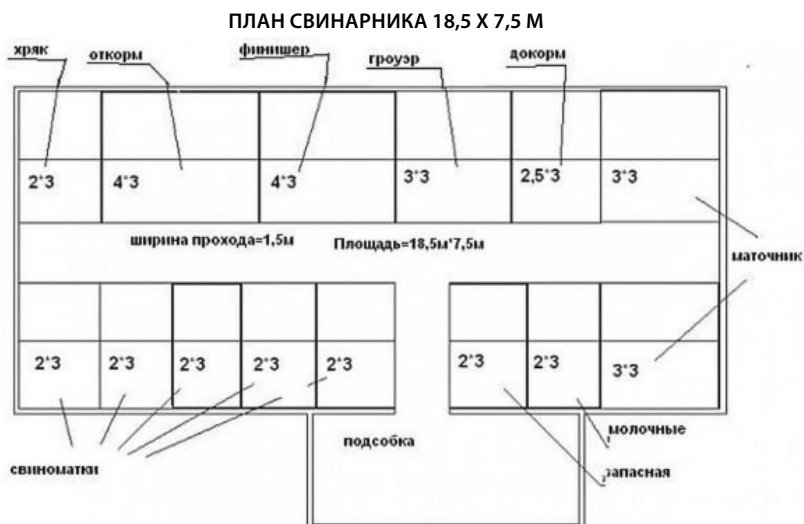 ПЛАН СВИНАРНИКА 18,5 Х 7,5 М
хряк
откорм
финишер
гроуэр
докорм
2*3
4*3
4*3
3*3
2,5*3
3*3
ширина прохода=1,5м
Площадь=18,5м*7,5м
маточник
2*3
2*3
2*3
2*3
2*3
2*3
2*3
3*3
подсобка
молочные
свиноматки
запасная